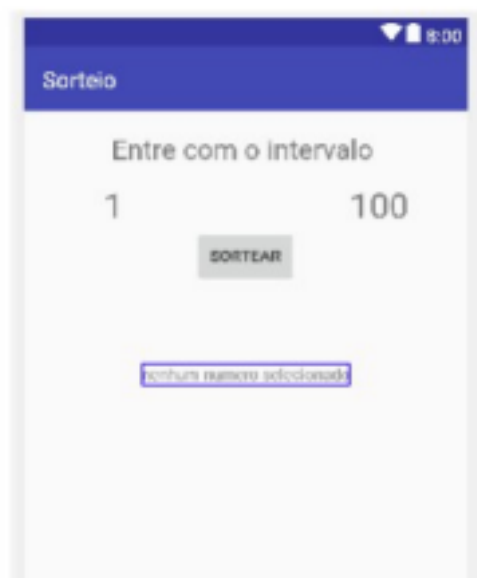 8:00
Sorteio
Entre com o intervalo
1 100
SORTEAR
nenhum numero selecionado